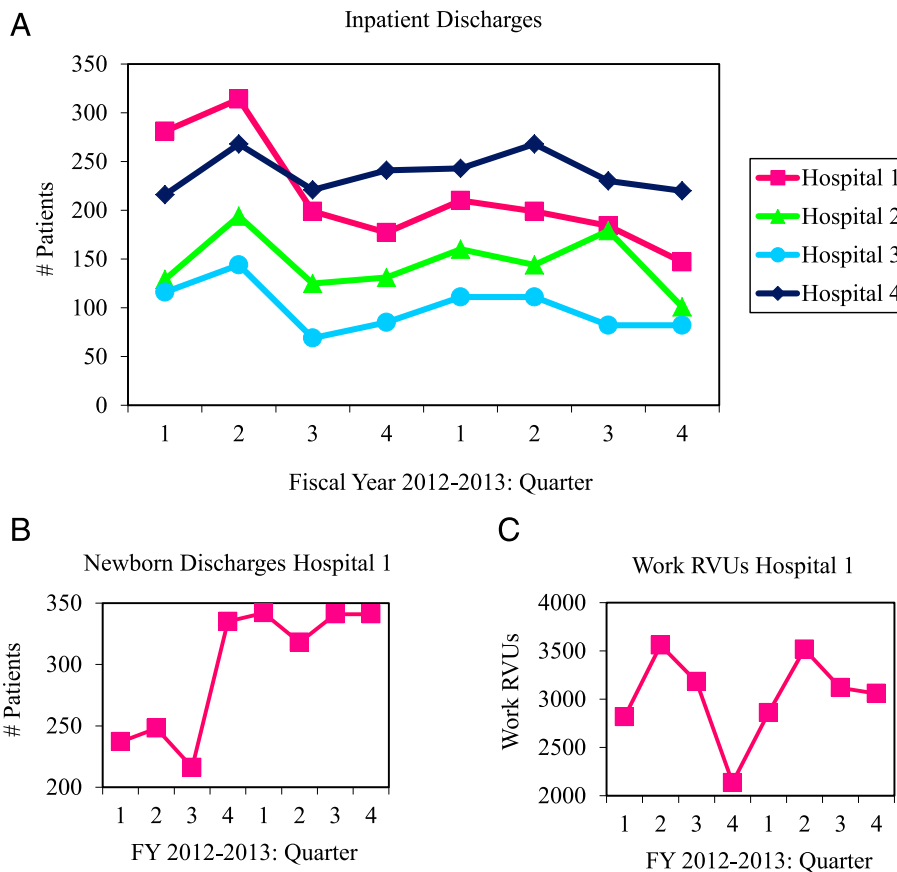 A
Inpatient Discharges
350
300
250
200
150
100
50
0
# Patients
1 2 3 4 1 2 3 4
Fiscal Year 2012-2013: Quarter
Hospital 1
Hospital 2
Hospital 3
Hospital 4
B
Newborn Discharges Hospital 1
350
300
250
200
# Patients
1 2 3 4 1 2 3 4
FY 2012-2013: Quarter
C
Work RVUs Hospital 1
4000
3500
3000
2500
2000
Work RVUs
1 2 3 4 1 2 3 4
FY 2012-2013: Quarter